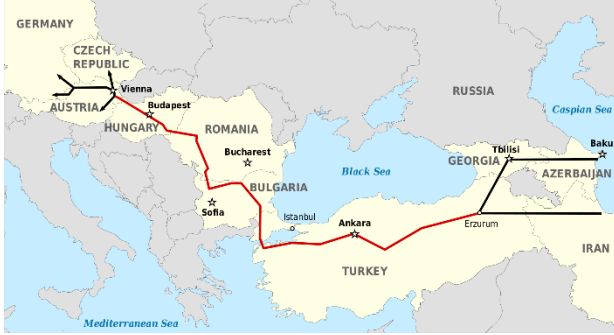 GERMANY
CZECH
REPUBLIC
Vienna
AUSTRIA
Budapest
HUNGARY
ROMANIA
RUSSIA
Caspian Sea
Bucharest
Black Sea
Tbilisi
Baku
GEORGIA
AZERBAIJAN
BULGARIA
Sofia
Istanbul
Ankara
Erzurum
IRAN
TURKEY
Mediterranean Sea